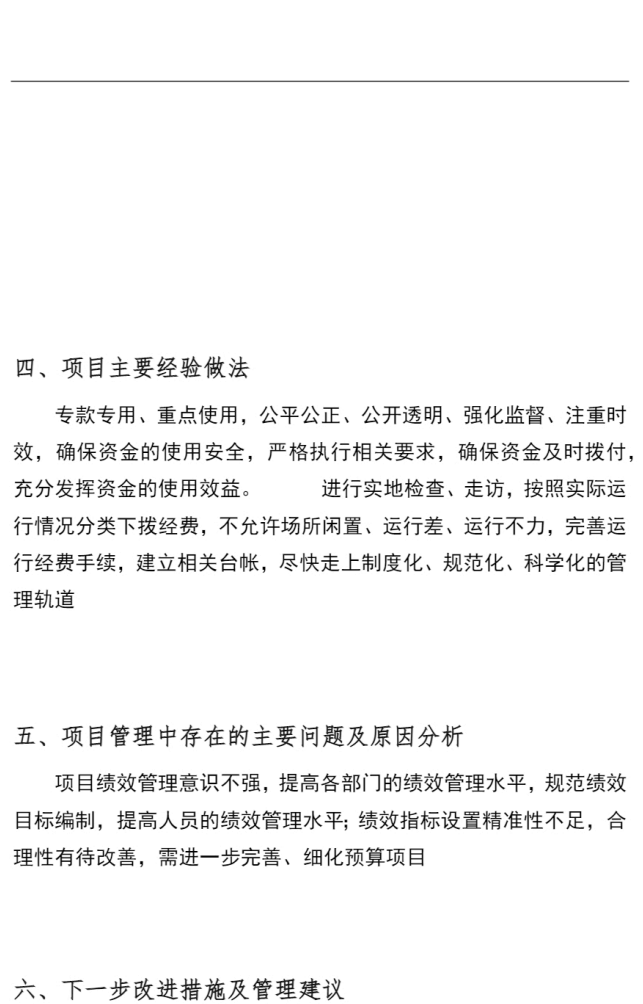 四、项目主要经验做法
专款专用、重点使用，公平公正、公开透明、强化监督、注重时
效，确保资金的使用安全，严格执行相关要求，确保资金及时拨付，
充分发挥资金的使用效益。 进行实地检查、走访，按照实际运
行情况分类下拨经费，不允许场所闲置、运行差、运行不力，完善运
行经费手续，建立相关台帐，尽快走上制度化、规范化、科学化的管
理轨道
五、项目管理中存在的主要问题及原因分析
项目绩效管理意识不强，提高各部门的绩效管理水平，规范绩效
目标编制，提高人员的绩效管理水平；绩效指标设置精准性不足，合
理性有待改善，需进一步完善、细化预算项目
六、下一步改进措施及管理建议